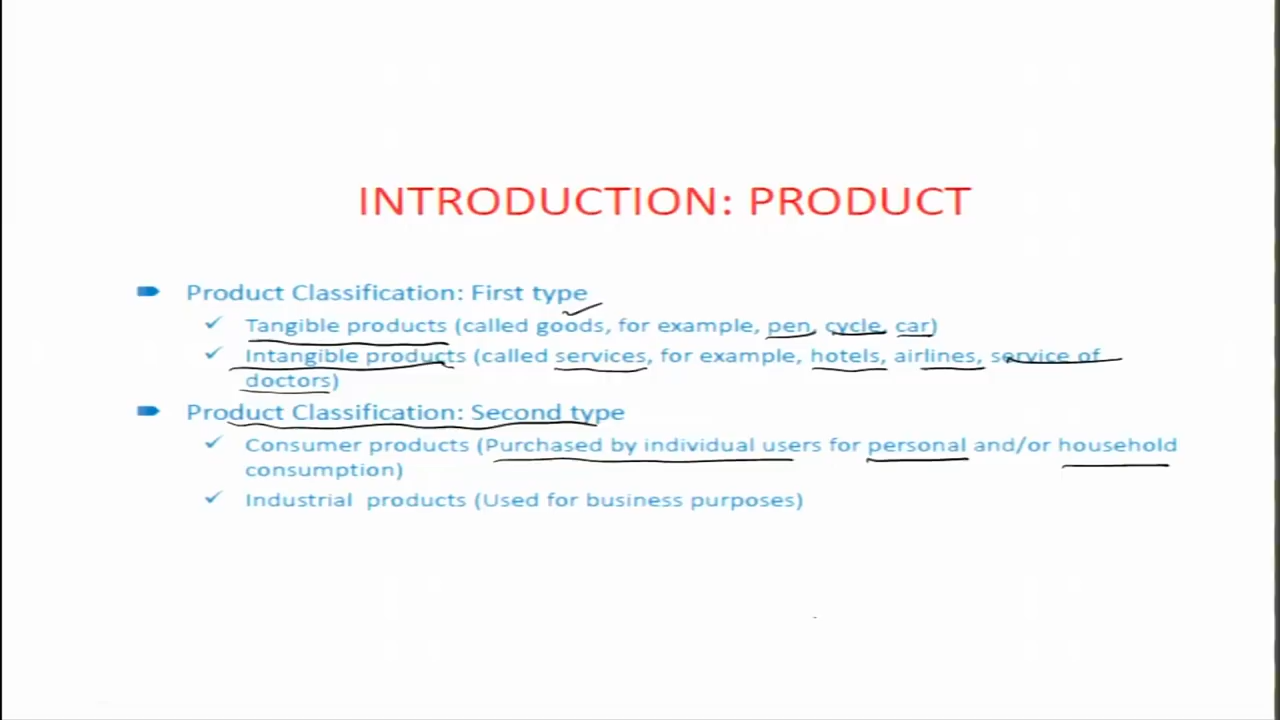 INTRODUCTION: PRODUCT
Product Classification: First type
Tangible products (called goods, for example, pen, cycle, car)
Intangible products (called services, for example, hotels, airlines, service of
doctors)
Product Classification: Second type
Consumer products (Purchased by individual users for personal and/or household
consumption)
Industrial products (Used for business purposes)